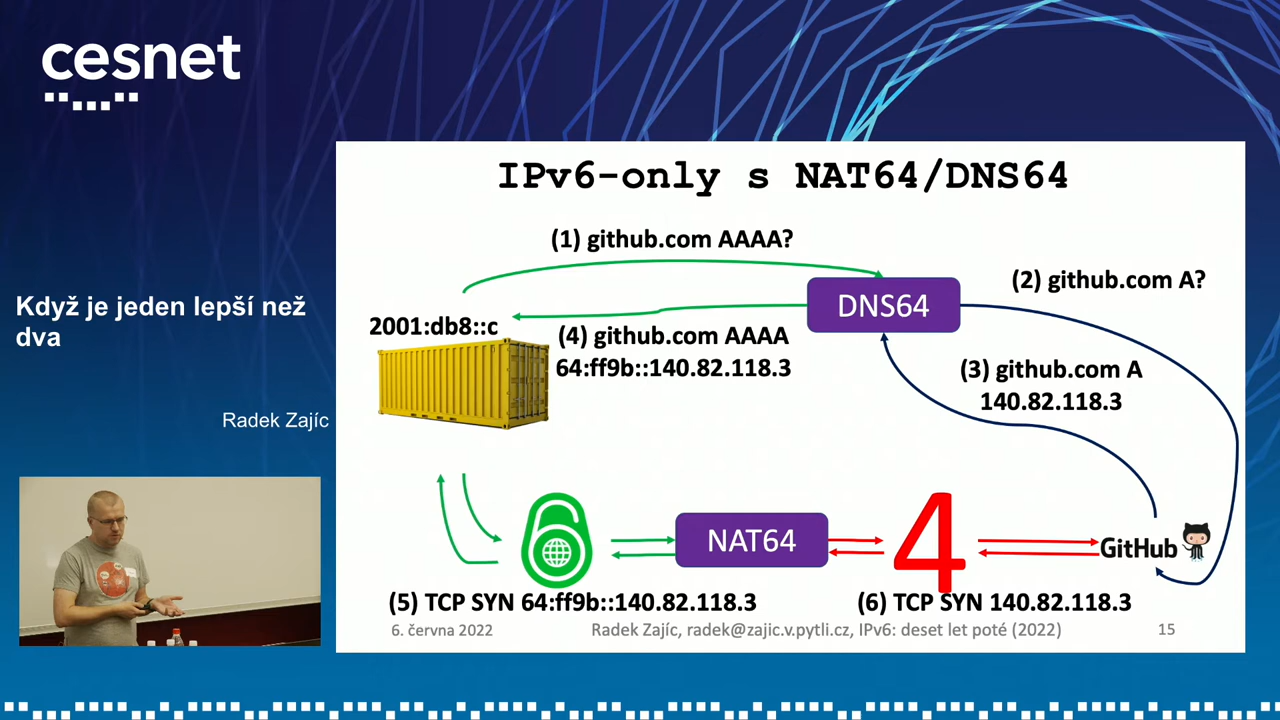 cesnet
Když je jeden lepší než
dva
Radek Zajíc
IPv6-only s NAT64/DNS64
(1) github.com AAAA?
DNS64
(2) github.com A?
2001:db8::c
(4) github.com AAAA
64:ff9b::140.82.118.3
(3) github.com A
140.82.118.3
NAT64
4
GitHub
(5) TCP SYN 64:ff9b::140.82.118.3
(6) TCP SYN 140.82.118.3
6. června 2022
Radek Zajíc, radek@zajic.v.pytli.cz, IPv6: deset let poté (2022)
15